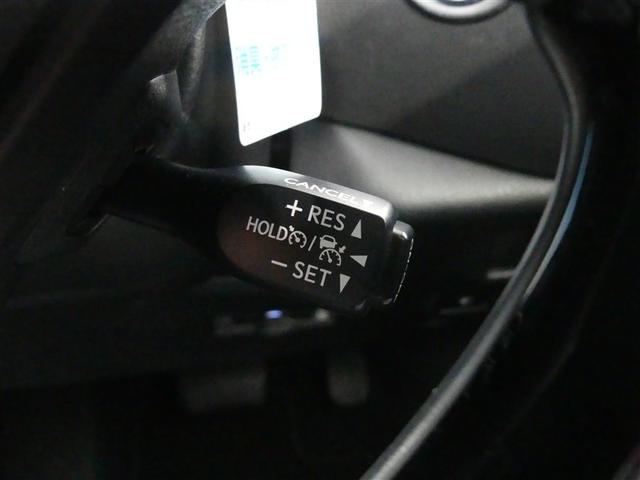 CANCEL
+ RES
HOLD /
− SET